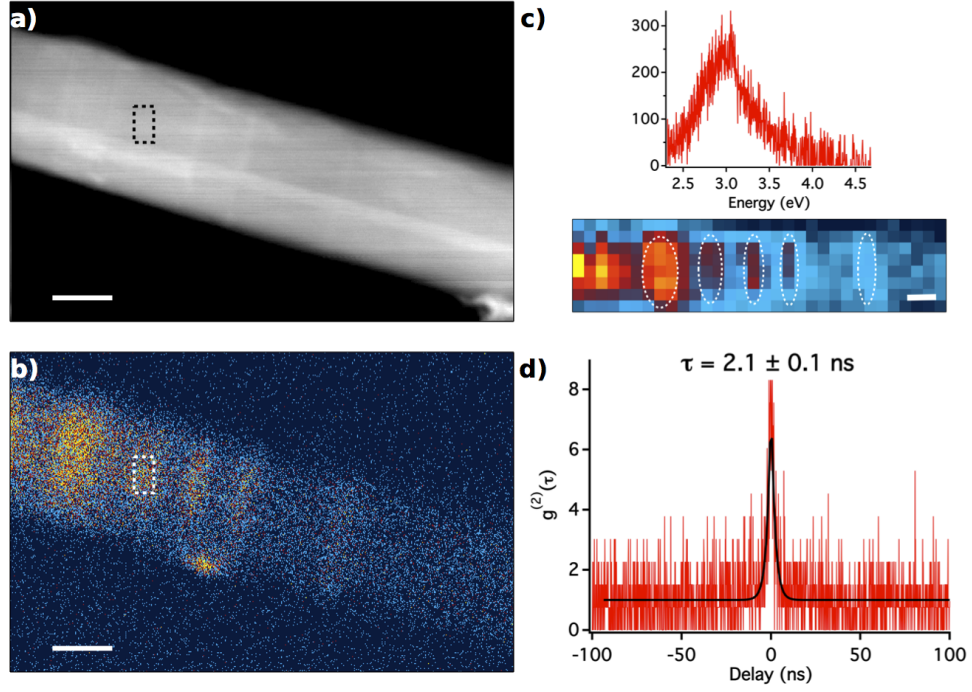 a)
c)
300
200
100
0
2.5 3.0 3.5 4.0 4.5
Energy (eV)
b)
d)
τ = 2.1 ± 0.1 ns
8
6
4
2
0
g(2)(τ)
-100 -50 0 50 100
Delay (ns)